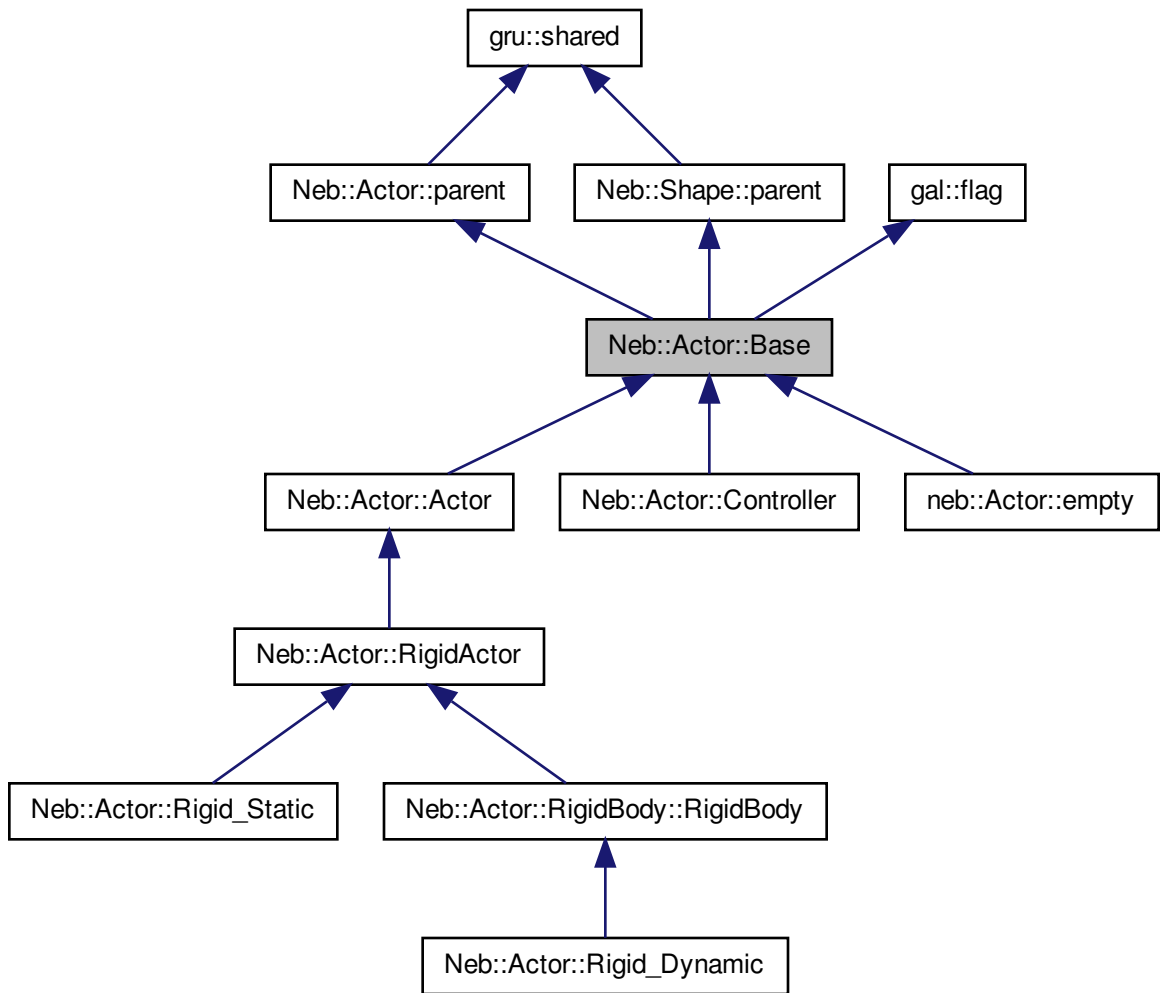 gru::shared
Neb::Actor::parent
Neb::Shape::parent
gal::flag
Neb::Actor::Base
Neb::Actor::Actor
Neb::Actor::Controller
neb::Actor::empty
Neb::Actor::RigidActor
Neb::Actor::Rigid_Static
Neb::Actor::RigidBody::RigidBody
Neb::Actor::Rigid_Dynamic